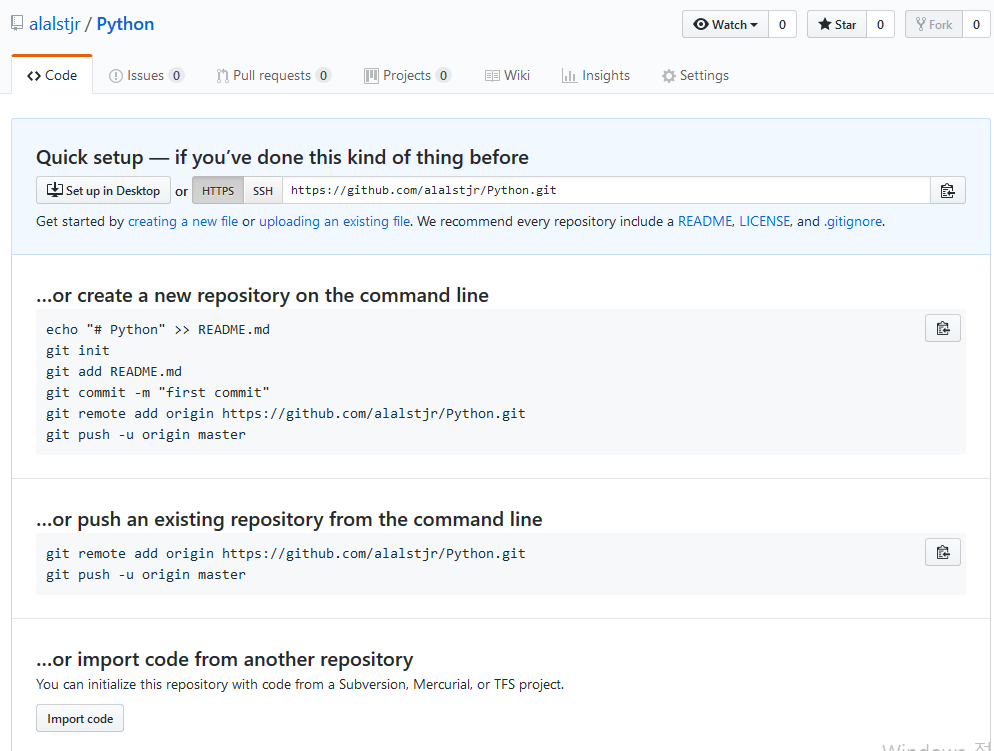 alalstjr / Python
Watch 0 Star 0 Fork 0
Code Issues 0 Pull requests 0 Projects 0 Wiki Insights Settings
Quick setup — if you’ve done this kind of thing before
Set up in Desktop or HTTPS SSH https://github.com/alalstjr/Python.git
Get started by creating a new file or uploading an existing file. We recommend every repository include a README, LICENSE, and .gitignore.
…or create a new repository on the command line
echo "# Python" >> README.md
git init
git add README.md
git commit -m "first commit"
git remote add origin https://github.com/alalstjr/Python.git
git push -u origin master
…or push an existing repository from the command line
git remote add origin https://github.com/alalstjr/Python.git
git push -u origin master
…or import code from another repository
You can initialize this repository with code from a Subversion, Mercurial, or TFS project.
Import code
Windows